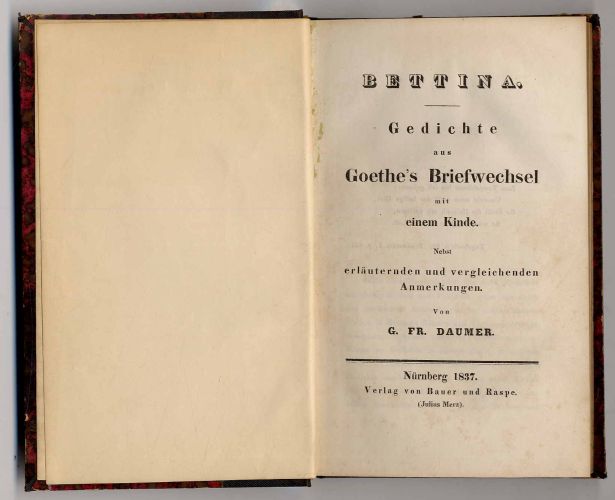 BETTINA.
Gedichte
aus
Goethe's Briefwechsel
mit
einem Kinde.
Nebst
erläuternden und vergleichenden
Anmerkungen.
Von
G. FR. DAUMER.
Nürnberg 1837.
Verlag von Bauer und Raspe.
(Julius Merz).